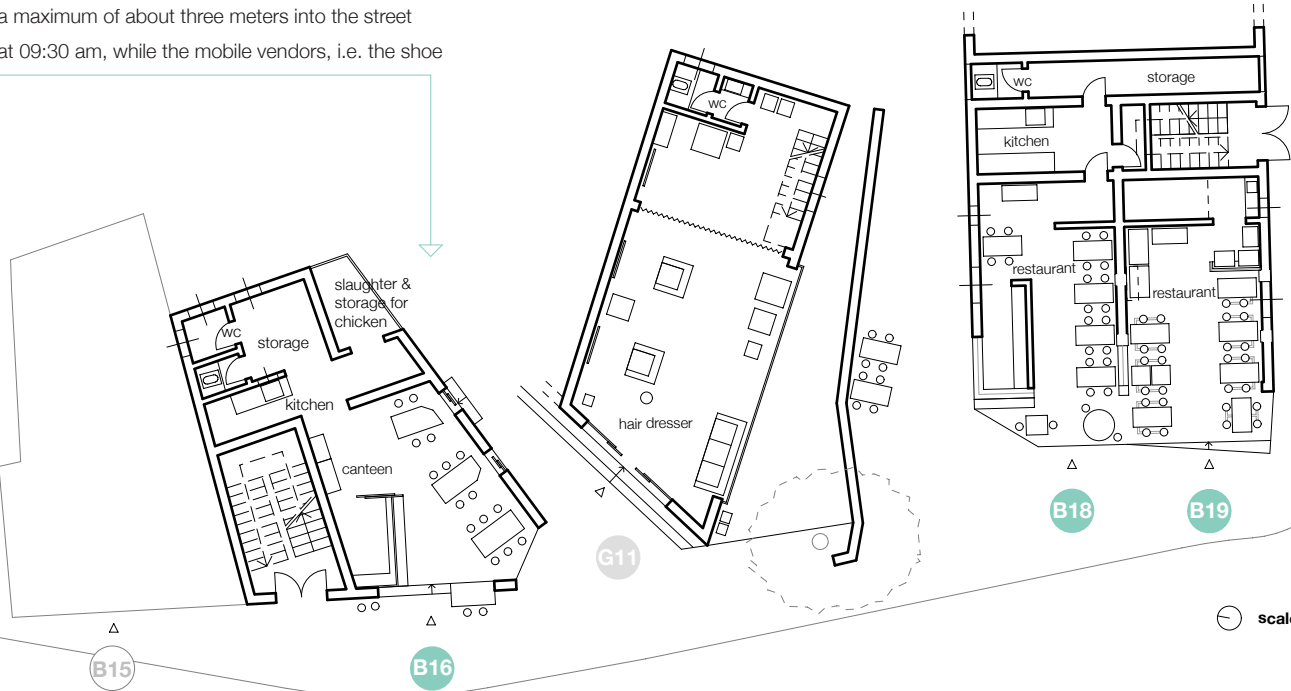 a maximum of about three meters into the street
at 09:30 am, while the mobile vendors, i.e. the shoe
wc
storage
kitchen
restaurant
restaurant
B18
B19
wc
hair dresser
G11
slaughter &
storage for
chicken
wc
storage
kitchen
canteen
B15
B16